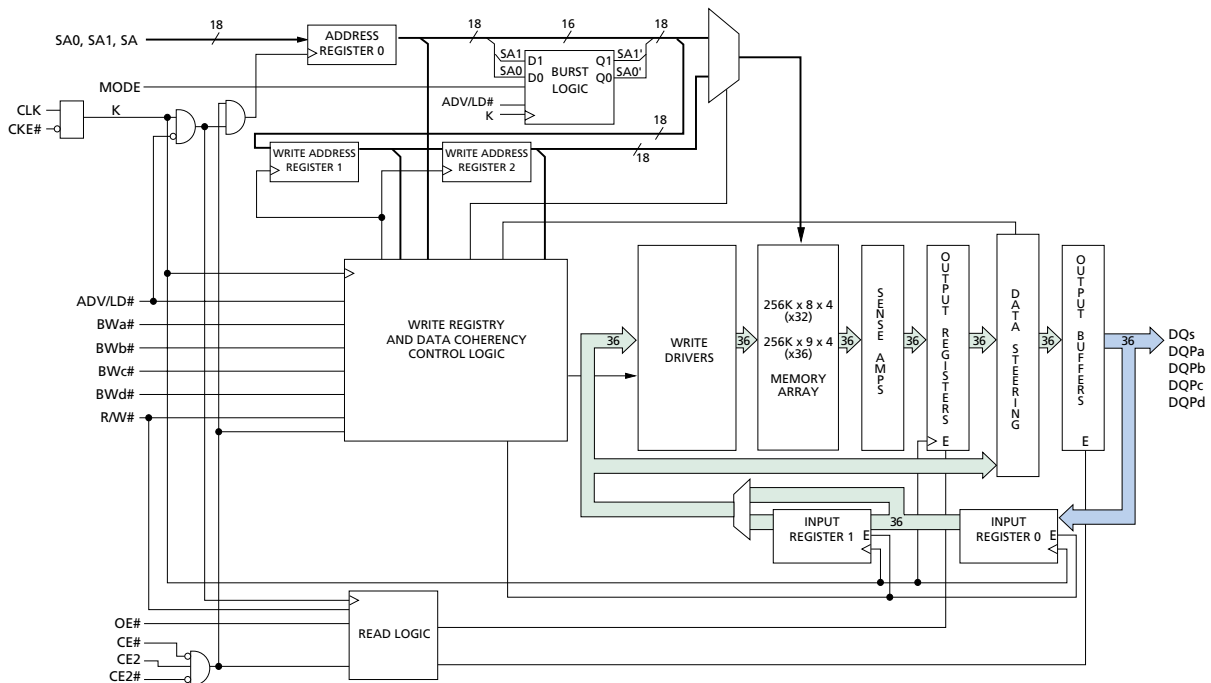 18
18
16
18
SA0, SA1, SA
ADDRESS
REGISTER 0
SA1
D1
Q1
SA1'
SA0
D0
Q0
SA0'
BURST
LOGIC
MODE
ADV/LD#
K
CLK
K
CKE#
18
18
WRITE ADDRESS
REGISTER 1
WRITE ADDRESS
REGISTER 2
ADV/LD#
BWa#
BWb#
BWc#
BWd#
R/W#
WRITE REGISTRY
AND DATA COHERENCY
CONTROL LOGIC
36
WRITE
DRIVERS
36
256K x 8 x 4
(x32)
256K x 9 x 4
(x36)
MEMORY
ARRAY
36
SENSE AMPS
36
OUTPUT REGISTERS
E
36
DATA STEERING
36
OUTPUT BUFFERS
E
36
DQs
DQPa
DQPb
DQPc
DQPd
INPUT
REGISTER 1
E
36
INPUT
REGISTER 0
E
OE#
READ LOGIC
CE#
CE2
CE2#